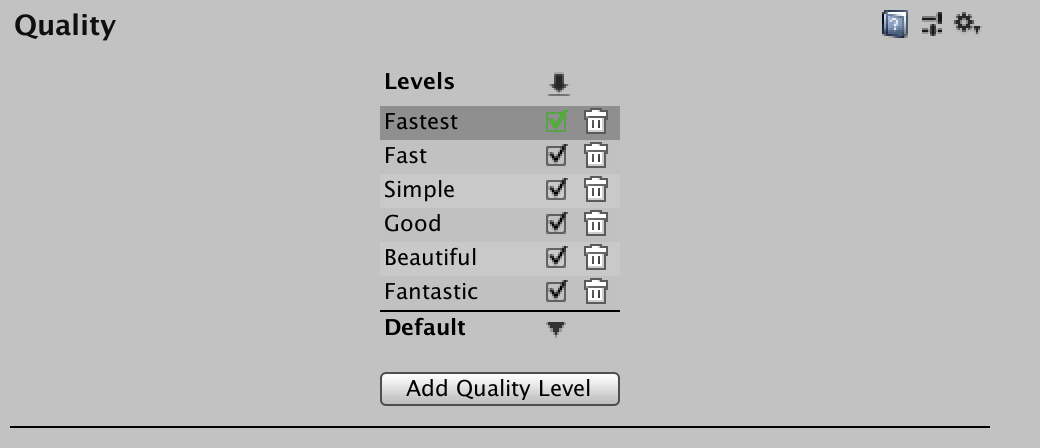 Quality
Levels
Fastest
Fast
Simple
Good
Beautiful
Fantastic
Default
Add Quality Level